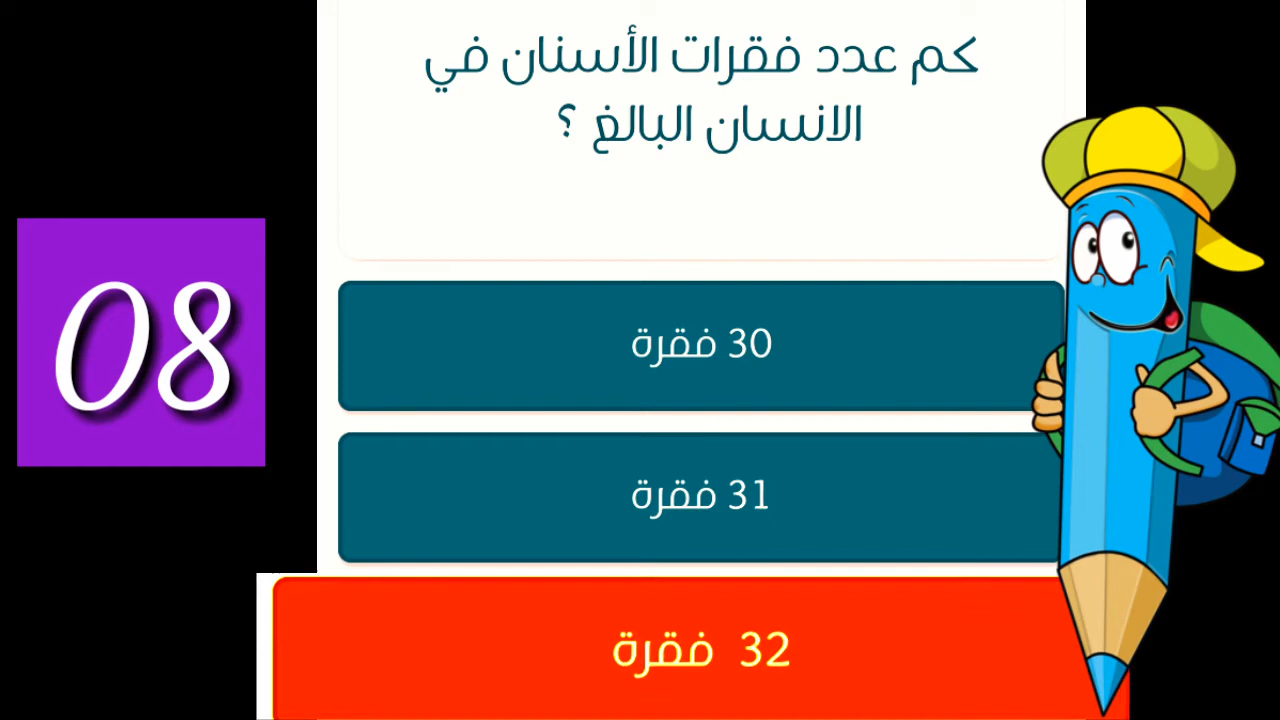 كم عدد فقرات الأسنان في
الانسان البالغ ؟
08
30 فقرة
31 فقرة
32 فقرة